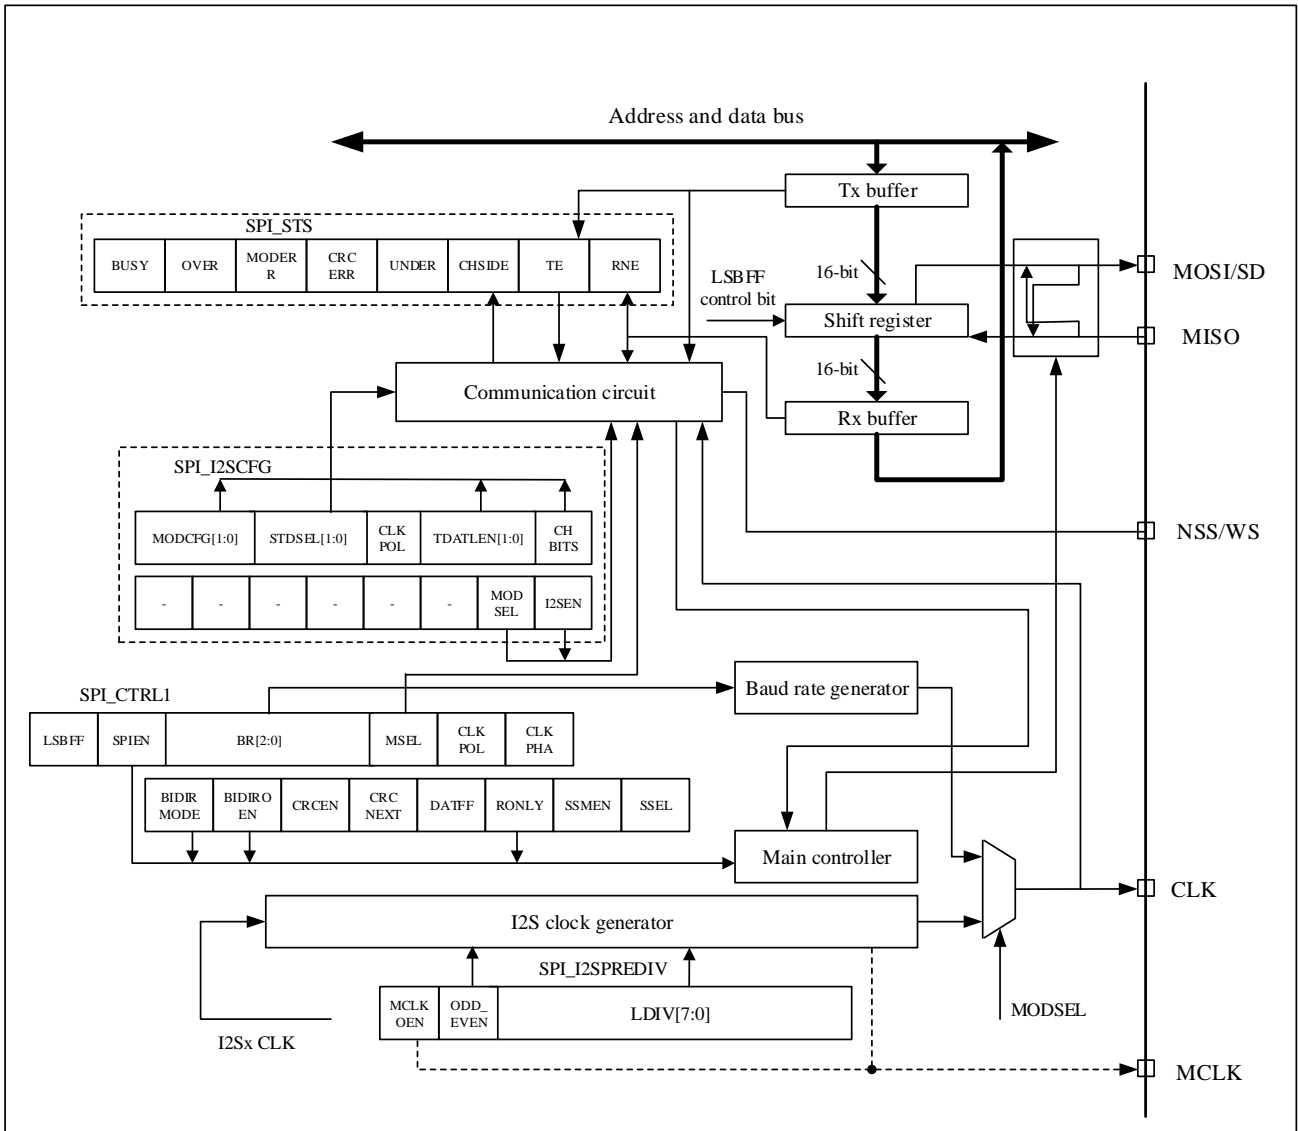 Address and data bus
Tx buffer
SPI_STS
BUSY
OVER
MODER
R
CRC
ERR
UNDER
CHSIDE
TE
RNE
LSBFF
control bit
16-bit
MOSI/SD
Shift register
MISO
16-bit
Communication circuit
Rx buffer
SPI_I2SCFG
MODCFG[1:0]
STDSEL[1:0]
CLK
POL
TDATLEN[1:0]
CH
BITS
NSS/WS
-
-
-
-
-
-
MOD
SEL
I2SEN
Baud rate generator
SPI_CTRL1
LSBFF
SPIEN
BR[2:0]
MSEL
CLK
POL
CLK
PHA
BIDIR
MODE
BIDIRO
EN
CRCEN
CRC
NEXT
DATFF
RONLY
SSMEN
SSEL
Main controller
CLK
I2S clock generator
SPI_I2SPREDIV
MCLK
OEN
ODD_
EVEN
LDIV[7:0]
MODSEL
I2Sx CLK
MCLK